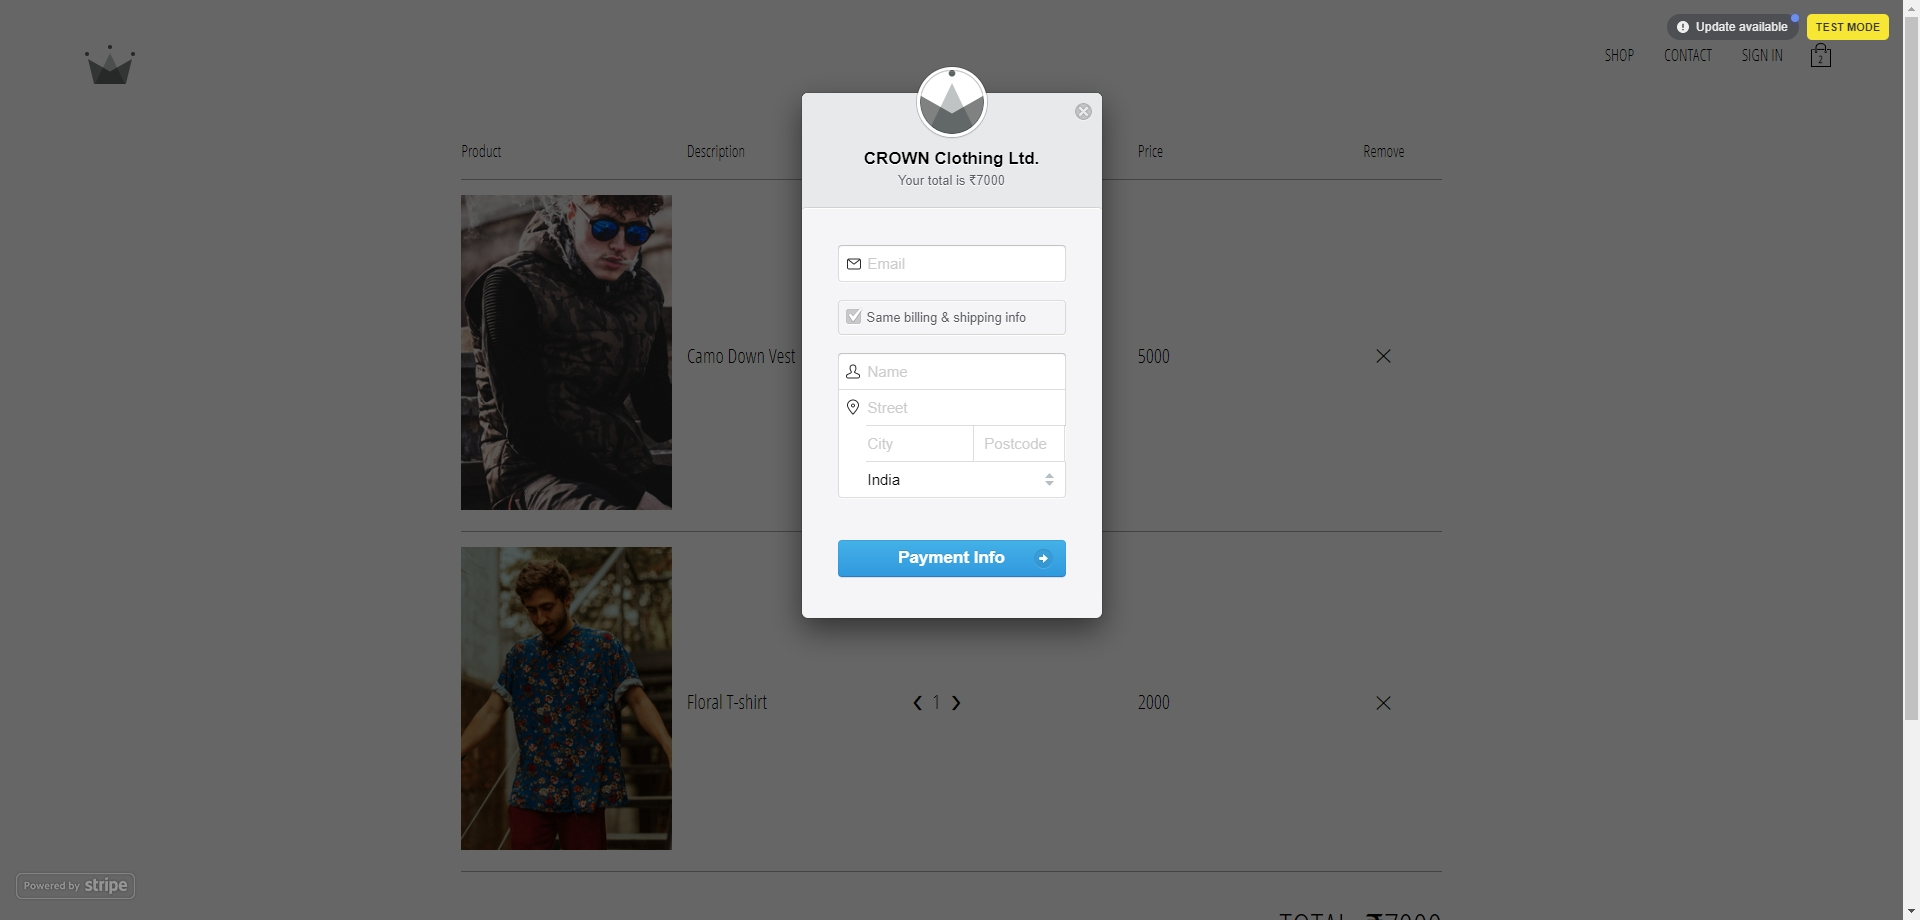 Update available
TEST MODE
SHOP
CONTACT
SIGN IN
2
CROWN Clothing Ltd.
Your total is ₹7000
Product
Description
Price
Remove
Email
Same billing & shipping info
Camo Down Vest
5000
Name
Street
City
Postcode
India
Payment Info
Floral T-shirt
1
2000
Powered by stripe
TOTAL ₹7000